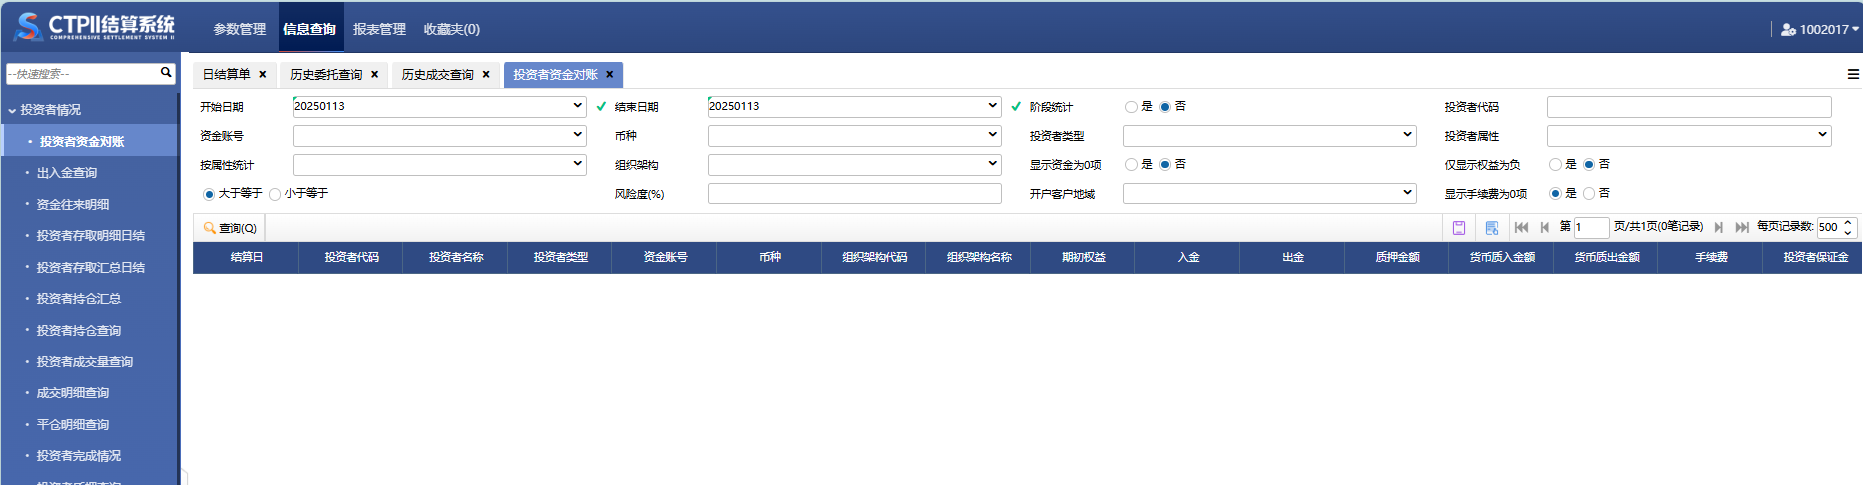 CTPII结算系统
COMPREHENSIVE SETTLEMENT SYSTEM II
参数管理 信息查询 报表管理 收藏夹(0)
1002017
--快速搜索--
投资者情况
投资者资金对账
出入金查询
资金往来明细
投资者存取明细日结
投资者存取汇总日结
投资者持仓汇总
投资者持仓查询
投资者成交量查询
成交明细查询
平仓明细查询
投资者完成情况
日结算单 历史委托查询 历史成交查询 投资者资金对账
开始日期 20250113 结束日期 20250113 阶段统计 是 否 投资者代码
资金账号 币种 投资者类型 投资者属性
按属性统计 组织架构 显示资金为0项 是 否 仅显示权益为负 是 否
大于等于 小于等于 风险度(%) 开户客户地域 显示手续费为0项 是 否
查询(Q) 第 1 页/共1页(0笔记录) 每页记录数: 500
结算日 投资者代码 投资者名称 投资者类型 资金账号 币种 组织架构代码 组织架构名称 期初权益 入金 出金 质押金额 货币质入金额 货币质出金额 手续费 投资者保证金